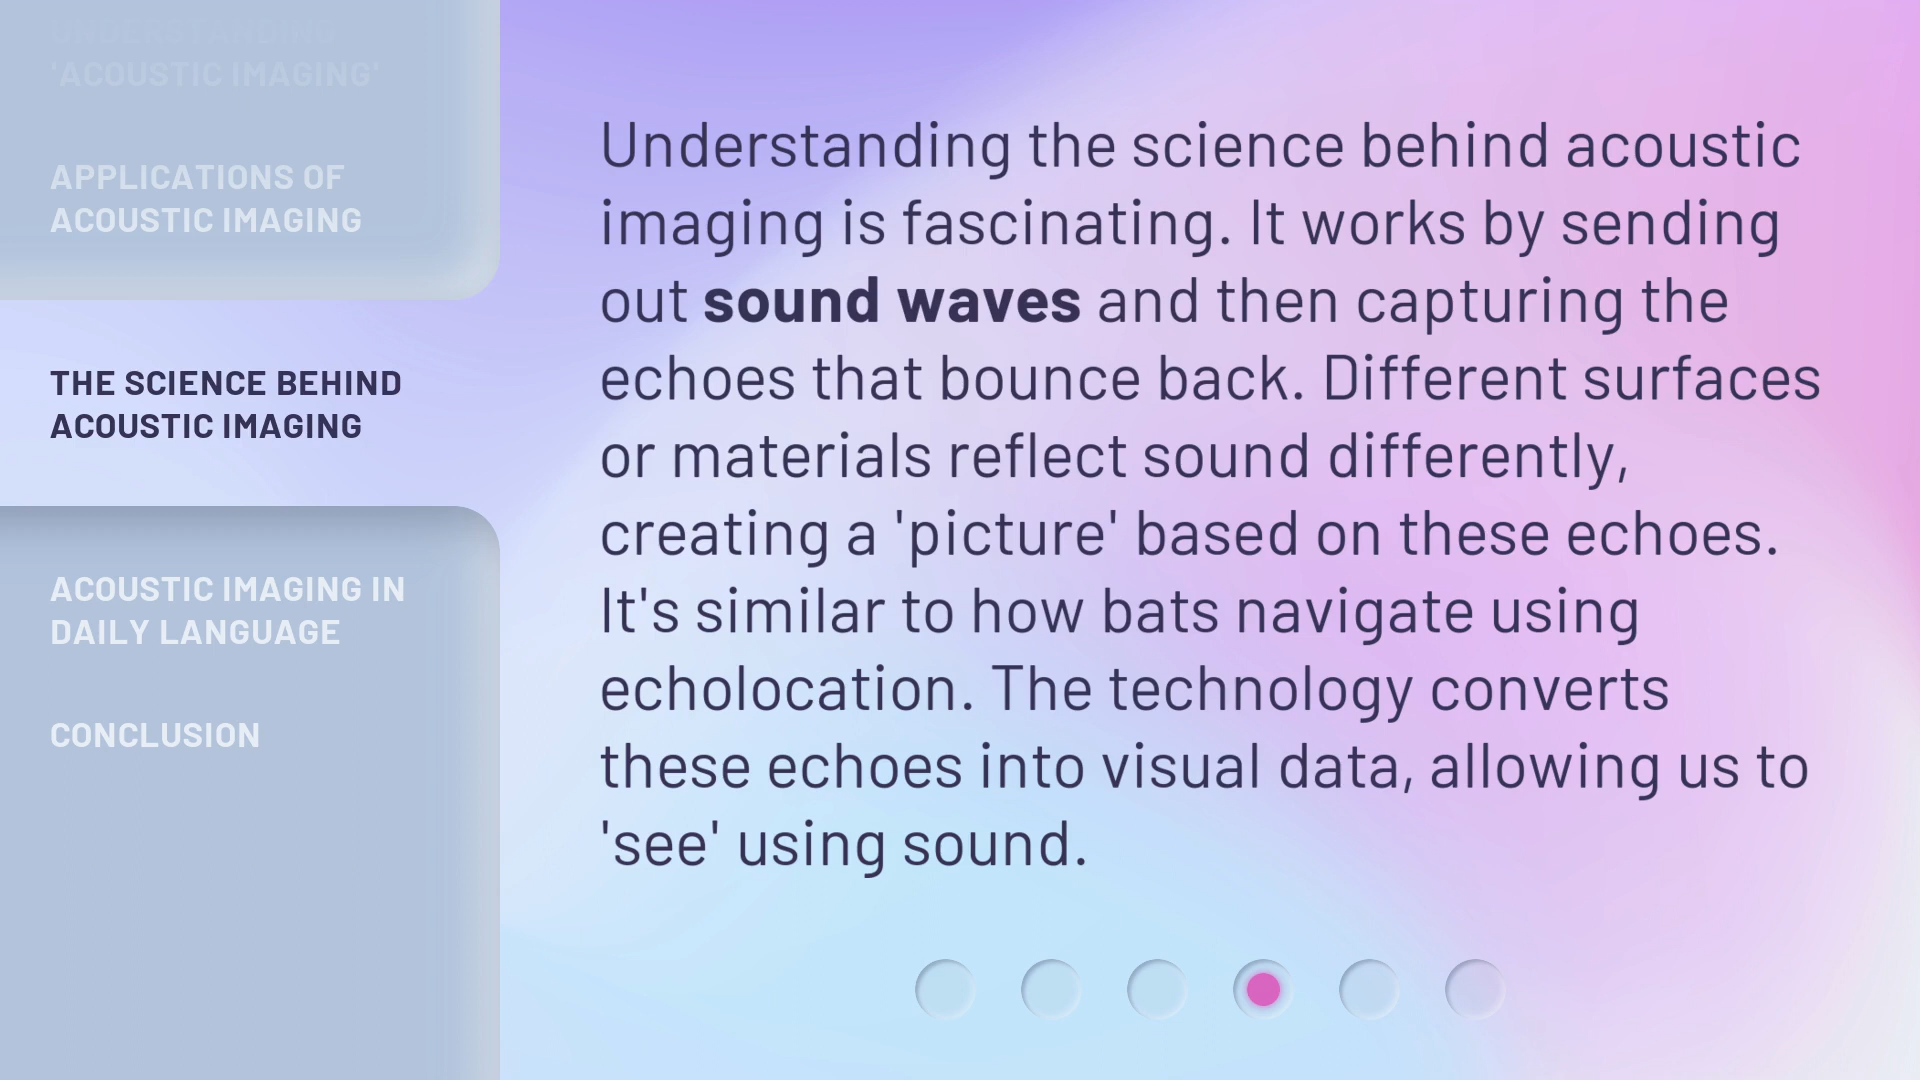 UNDERSTANDING
'ACOUSTIC IMAGING'
APPLICATIONS OF
ACOUSTIC IMAGING
THE SCIENCE BEHIND
ACOUSTIC IMAGING
ACOUSTIC IMAGING IN
DAILY LANGUAGE
CONCLUSION
Understanding the science behind acoustic
imaging is fascinating. It works by sending
out sound waves and then capturing the
echoes that bounce back. Different surfaces
or materials reflect sound differently,
creating a 'picture' based on these echoes.
It's similar to how bats navigate using
echolocation. The technology converts
these echoes into visual data, allowing us to
'see' using sound.